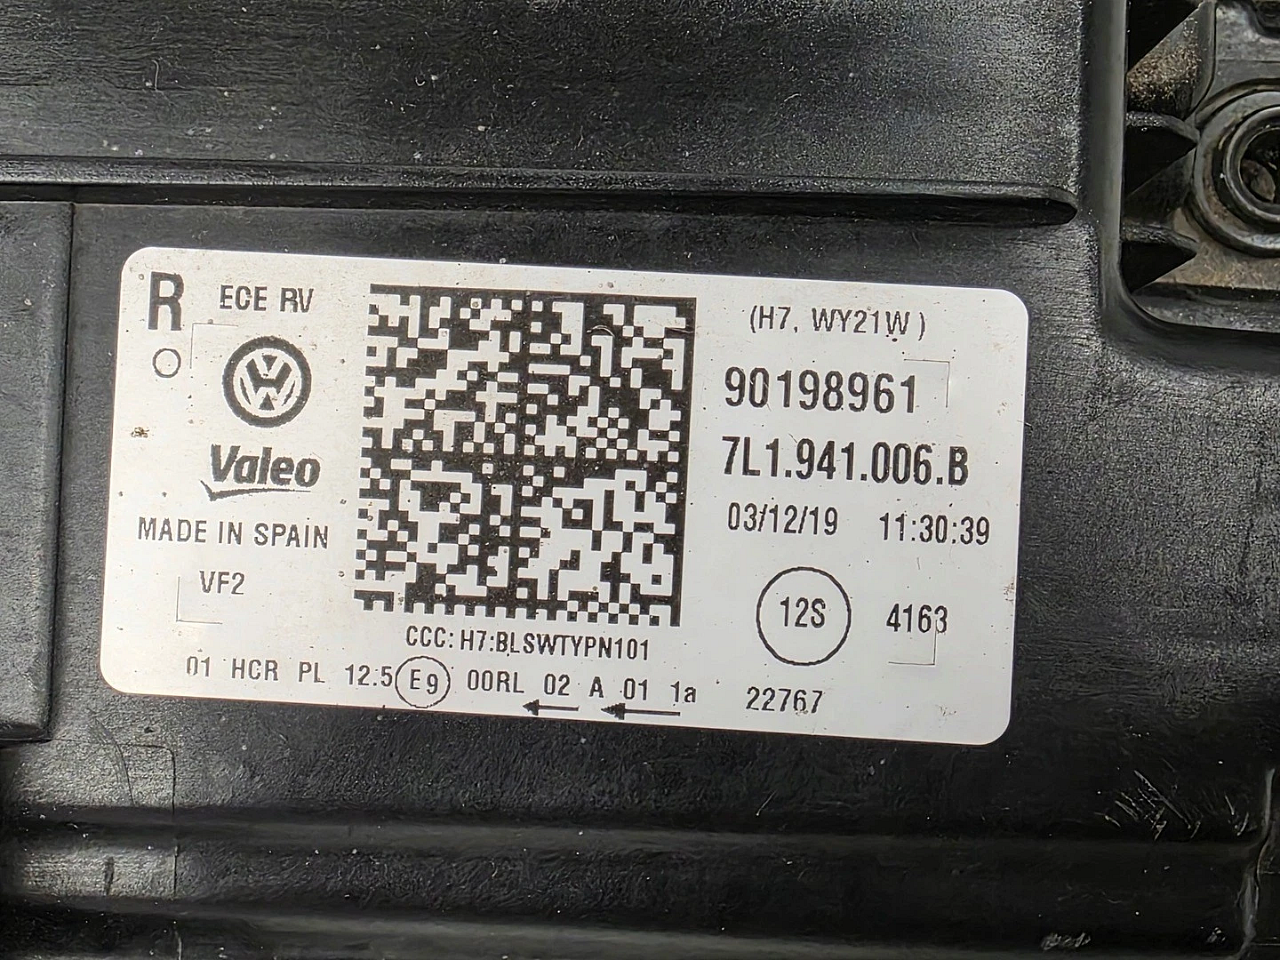 R ECE RV
Valeo
MADE IN SPAIN
VF2
(H7, WY21W)
90198961
7L1.941.006.B
03/12/19 11:30:39
12S 4163
CCC: H7:BLSWTYPN101
01 HCR PL 12.5 E9 00RL 02 A 01 1a
22767